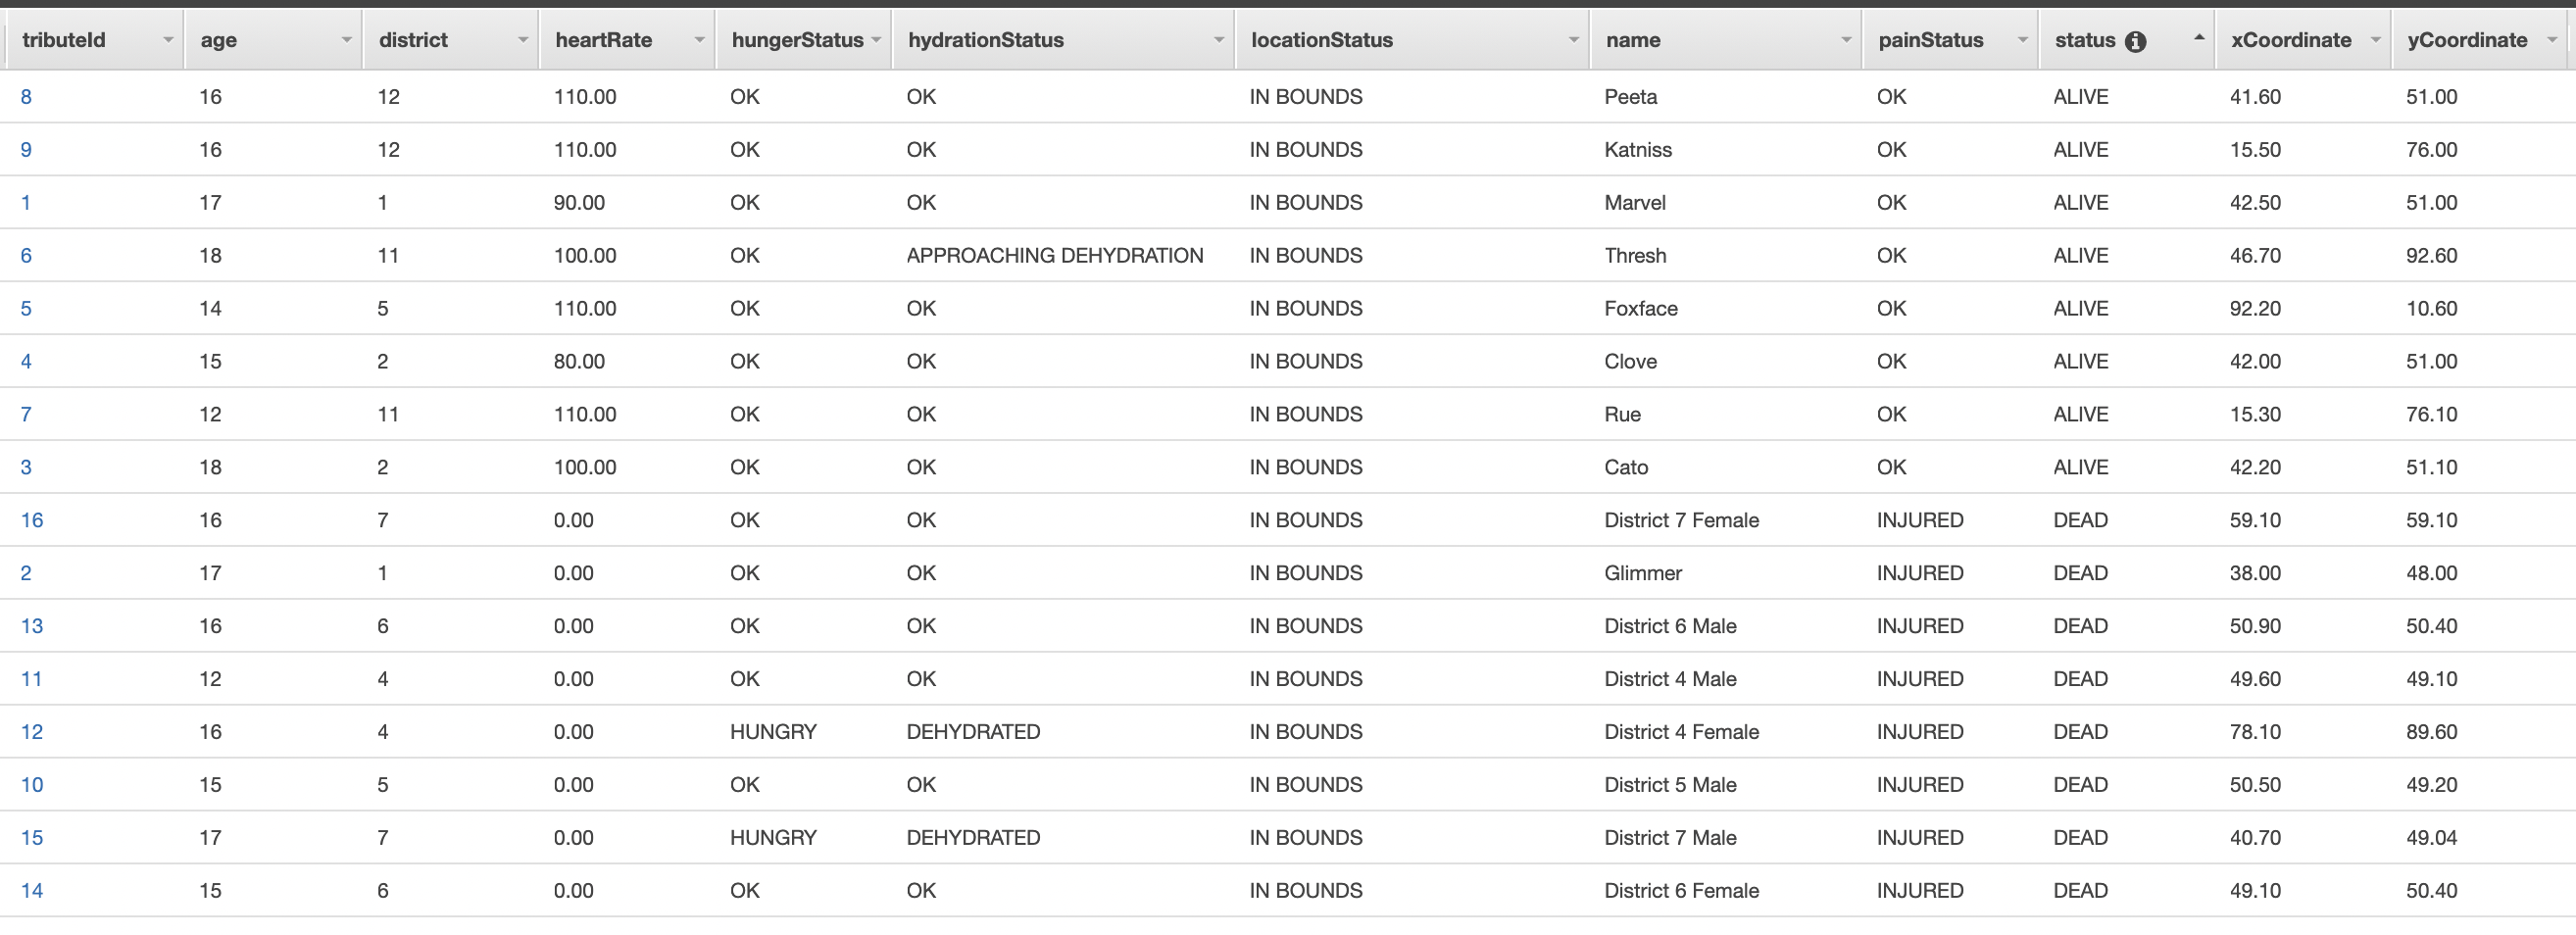 tributeId age district heartRate hungerStatus hydrationStatus locationStatus name painStatus status xCoordinate yCoordinate
8 16 12 110.00 OK OK IN BOUNDS Peeta OK ALIVE 41.60 51.00
9 16 12 110.00 OK OK IN BOUNDS Katniss OK ALIVE 15.50 76.00
1 17 1 90.00 OK OK IN BOUNDS Marvel OK ALIVE 42.50 51.00
6 18 11 100.00 OK APPROACHING DEHYDRATION IN BOUNDS Thresh OK ALIVE 46.70 92.60
5 14 5 110.00 OK OK IN BOUNDS Foxface OK ALIVE 92.20 10.60
4 15 2 80.00 OK OK IN BOUNDS Clove OK ALIVE 42.00 51.00
7 12 11 110.00 OK OK IN BOUNDS Rue OK ALIVE 15.30 76.10
3 18 2 100.00 OK OK IN BOUNDS Cato OK ALIVE 42.20 51.10
16 16 7 0.00 OK OK IN BOUNDS District 7 Female INJURED DEAD 59.10 59.10
2 17 1 0.00 OK OK IN BOUNDS Glimmer INJURED DEAD 38.00 48.00
13 16 6 0.00 OK OK IN BOUNDS District 6 Male INJURED DEAD 50.90 50.40
11 12 4 0.00 OK OK IN BOUNDS District 4 Male INJURED DEAD 49.60 49.10
12 16 4 0.00 HUNGRY DEHYDRATED IN BOUNDS District 4 Female INJURED DEAD 78.10 89.60
10 15 5 0.00 OK OK IN BOUNDS District 5 Male INJURED DEAD 50.50 49.20
15 17 7 0.00 HUNGRY DEHYDRATED IN BOUNDS District 7 Male INJURED DEAD 40.70 49.04
14 15 6 0.00 OK OK IN BOUNDS District 6 Female INJURED DEAD 49.10 50.40